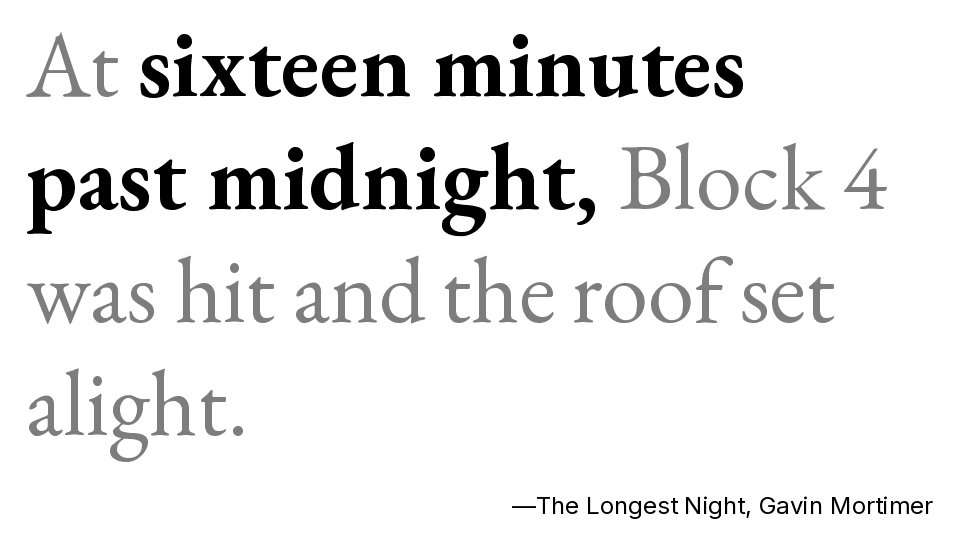 At sixteen minutes
past midnight, Block 4
was hit and the roof set
alight.
—The Longest Night, Gavin Mortimer